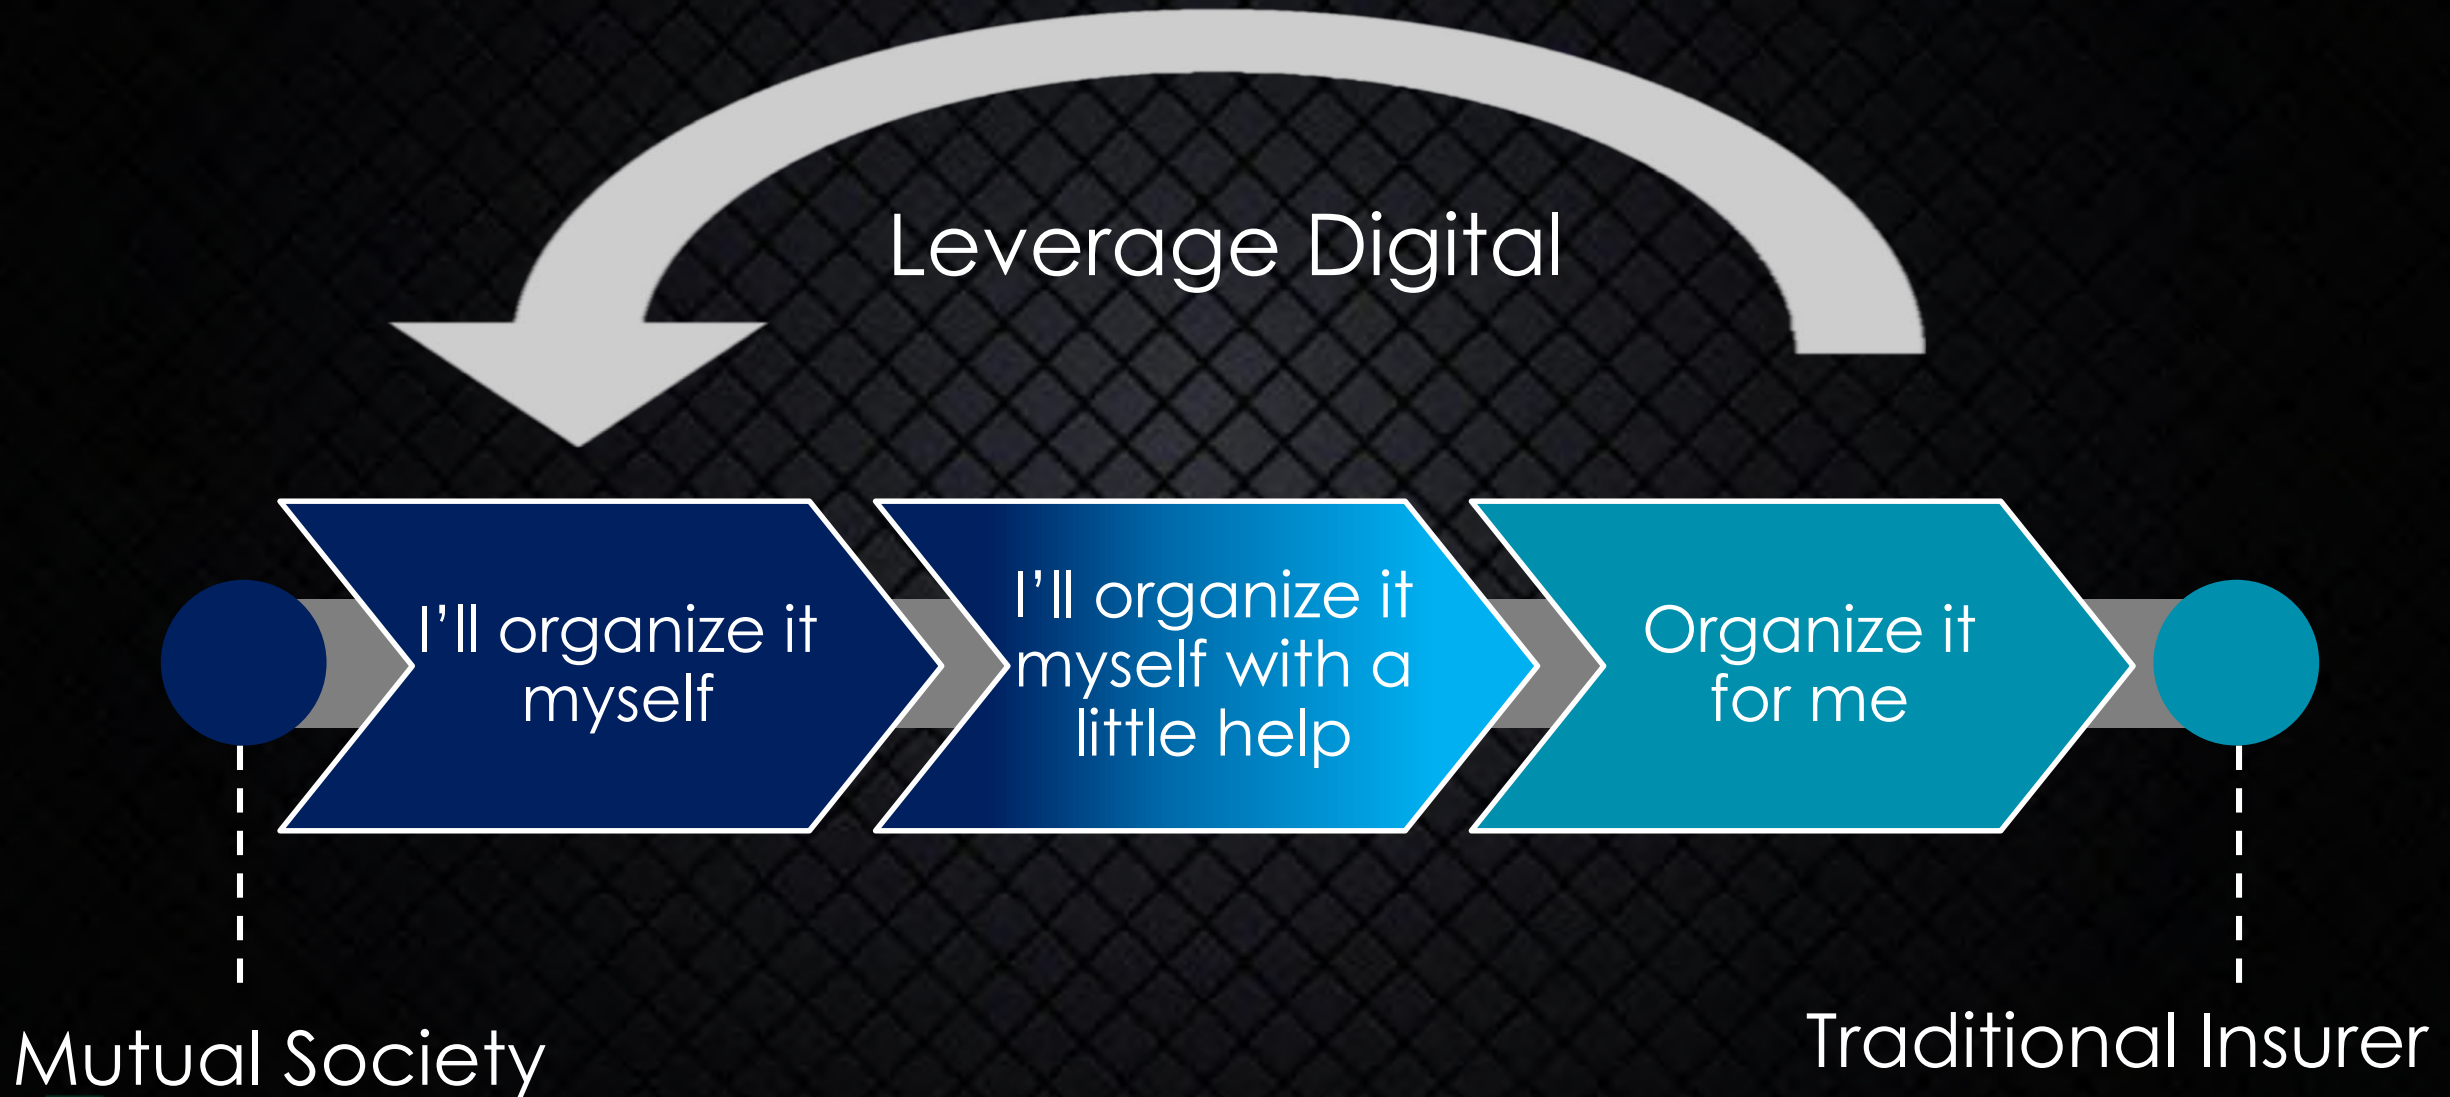 Leverage Digital
I’ll organize it
myself
I’ll organize it
myself with a
little help
Organize it
for me
Mutual Society
Traditional Insurer